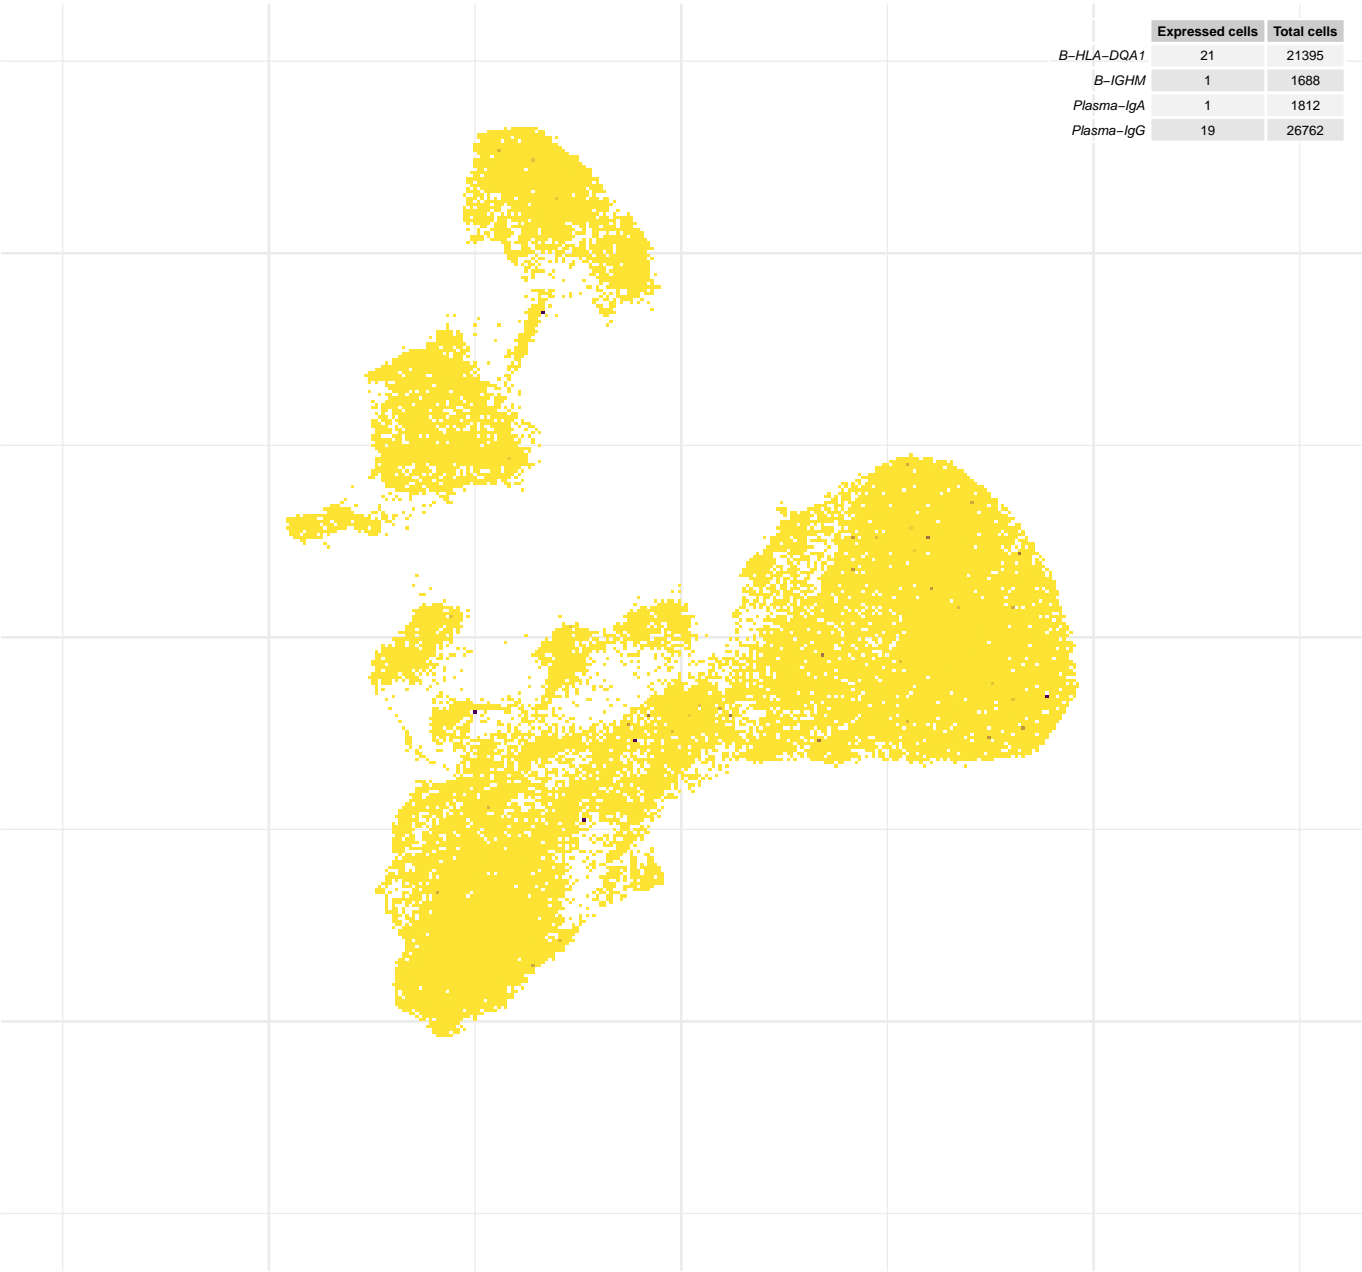 Expressed cells Total cells
B−HLA−DQA1 21 21395
B−IGHM 1 1688
Plasma−IgA 1 1812
Plasma−IgG 19 26762